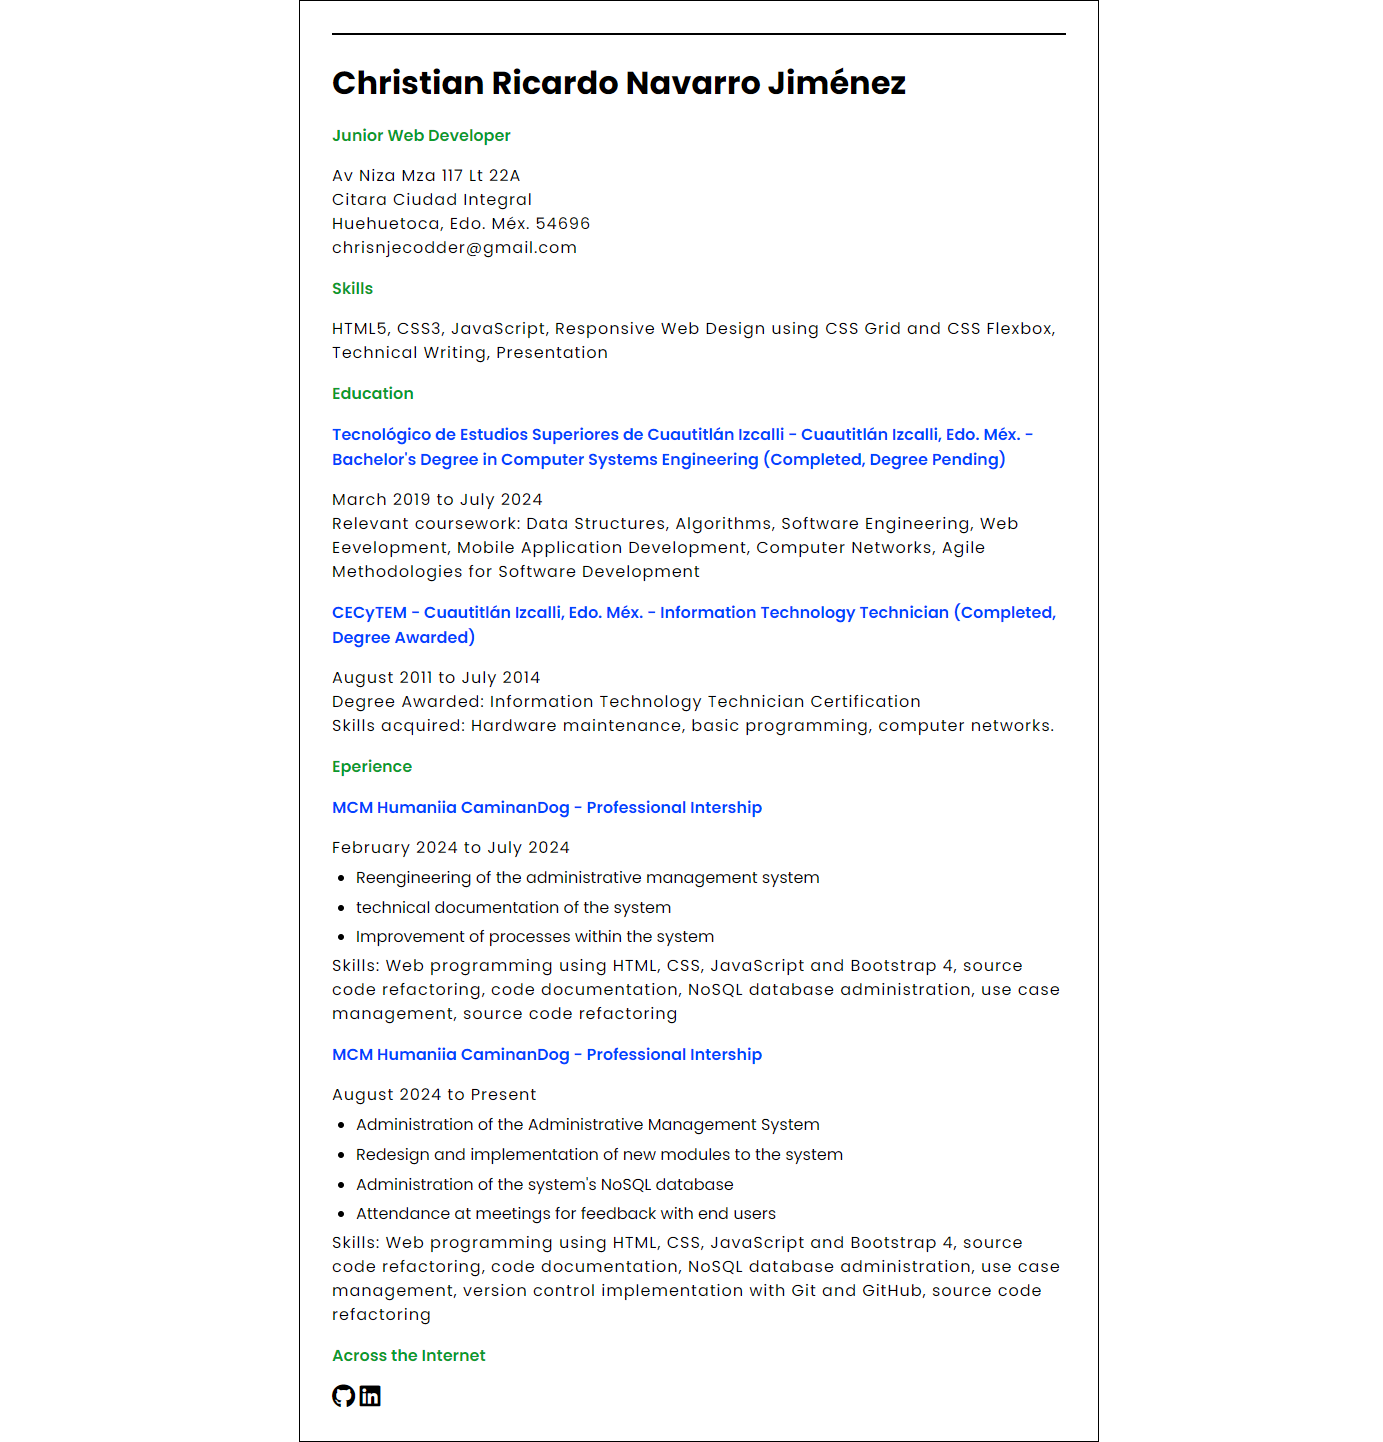 Christian Ricardo Navarro Jiménez
Junior Web Developer
Av Niza Mza 117 Lt 22A
Citara Ciudad Integral
Huehuetoca, Edo. Méx. 54696
chrisnjecodder@gmail.com
Skills
HTML5, CSS3, JavaScript, Responsive Web Design using CSS Grid and CSS Flexbox,
Technical Writing, Presentation
Education
Tecnológico de Estudios Superiores de Cuautitlán Izcalli - Cuautitlán Izcalli, Edo. Méx. -
Bachelor's Degree in Computer Systems Engineering (Completed, Degree Pending)
March 2019 to July 2024
Relevant coursework: Data Structures, Algorithms, Software Engineering, Web
Eevelopment, Mobile Application Development, Computer Networks, Agile
Methodologies for Software Development
CECyTEM - Cuautitlán Izcalli, Edo. Méx. - Information Technology Technician (Completed,
Degree Awarded)
August 2011 to July 2014
Degree Awarded: Information Technology Technician Certification
Skills acquired: Hardware maintenance, basic programming, computer networks.
Eperience
MCM Humaniia CaminanDog - Professional Intership
February 2024 to July 2024
• Reengineering of the administrative management system
• technical documentation of the system
• Improvement of processes within the system
Skills: Web programming using HTML, CSS, JavaScript and Bootstrap 4, source
code refactoring, code documentation, NoSQL database administration, use case
management, source code refactoring
MCM Humaniia CaminanDog - Professional Intership
August 2024 to Present
• Administration of the Administrative Management System
• Redesign and implementation of new modules to the system
• Administration of the system's NoSQL database
• Attendance at meetings for feedback with end users
Skills: Web programming using HTML, CSS, JavaScript and Bootstrap 4, source
code refactoring, code documentation, NoSQL database administration, use case
management, version control implementation with Git and GitHub, source code
refactoring
Across the Internet
in